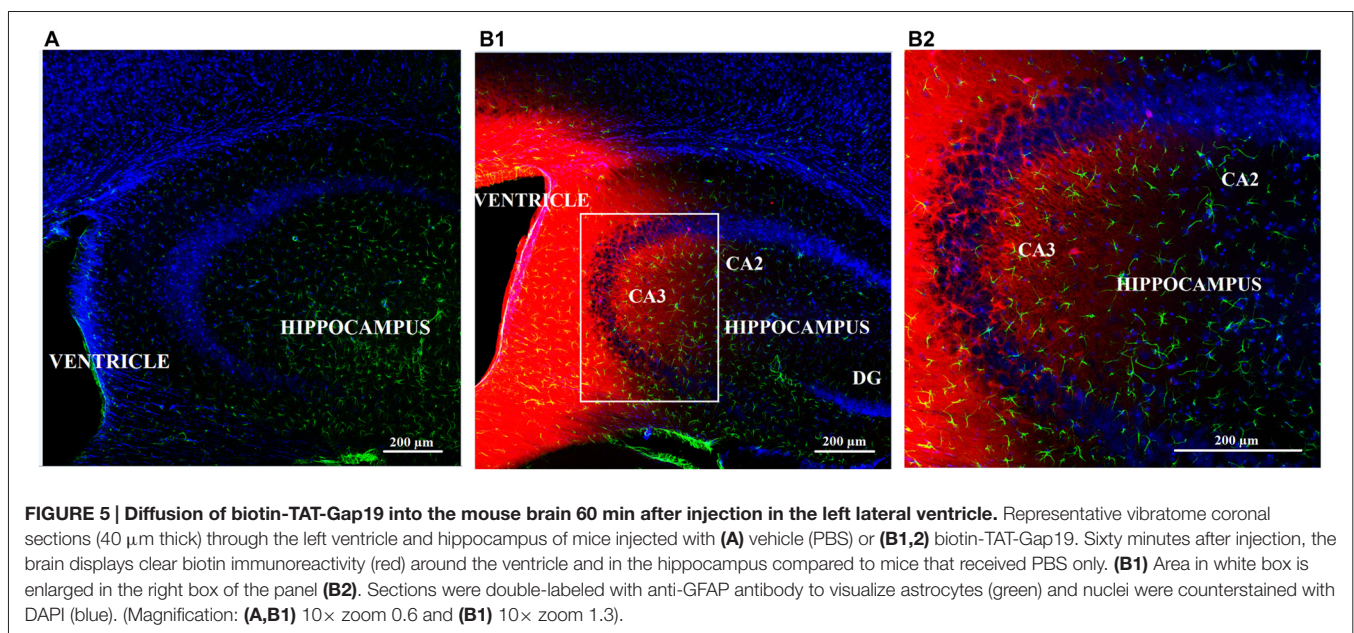 A
B1
B2
VENTRICLE
HIPPOCAMPUS
200 µm
VENTRICLE
CA2
CA3
HIPPOCAMPUS
DG
200 µm
CA2
CA3
HIPPOCAMPUS
200 µm
FIGURE 5 | Diffusion of biotin-TAT-Gap19 into the mouse brain 60 min after injection in the left lateral ventricle. Representative vibratome coronal
sections (40 µm thick) through the left ventricle and hippocampus of mice injected with (A) vehicle (PBS) or (B1,2) biotin-TAT-Gap19. Sixty minutes after injection, the
brain displays clear biotin immunoreactivity (red) around the ventricle and in the hippocampus compared to mice that received PBS only. (B1) Area in white box is
enlarged in the right box of the panel (B2). Sections were double-labeled with anti-GFAP antibody to visualize astrocytes (green) and nuclei were counterstained with
DAPI (blue). (Magnification: (A,B1) 10× zoom 0.6 and (B1) 10× zoom 1.3).